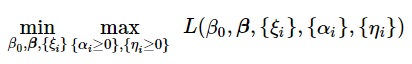 min max L(β₀, β, {ξᵢ}, {αᵢ}, {ηᵢ})
β₀,β,{ξᵢ} {αᵢ≥0},{ηᵢ≥0}